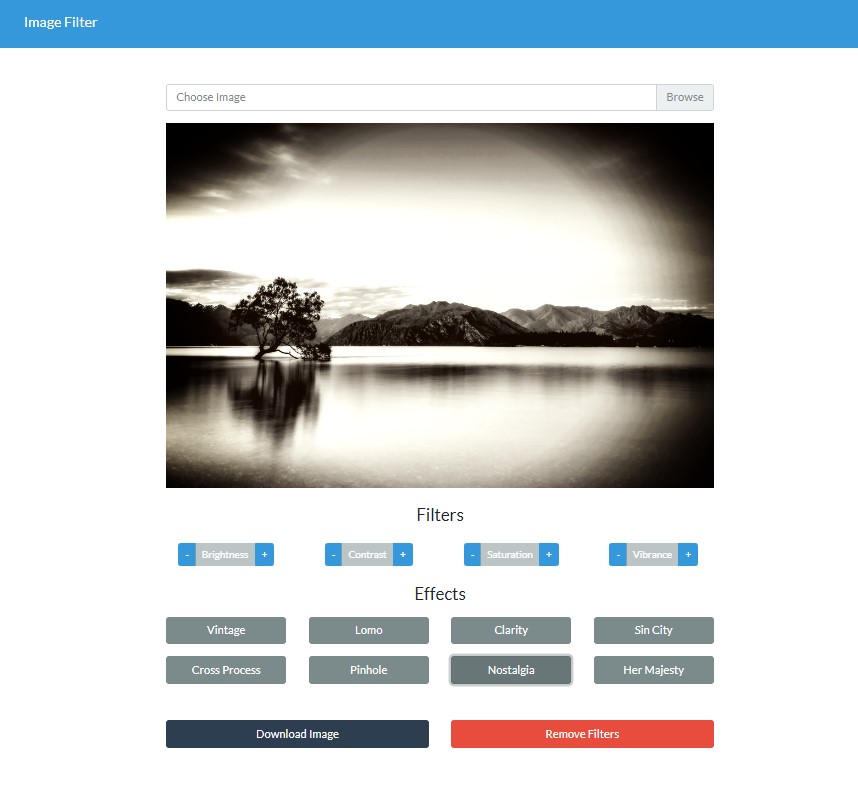 Image Filter
Choose Image Browse
Filters
- Brightness + - Contrast + - Saturation + - Vibrance +
Effects
Vintage Lomo Clarity Sin City
Cross Process Pinhole Nostalgia Her Majesty
Download Image Remove Filters